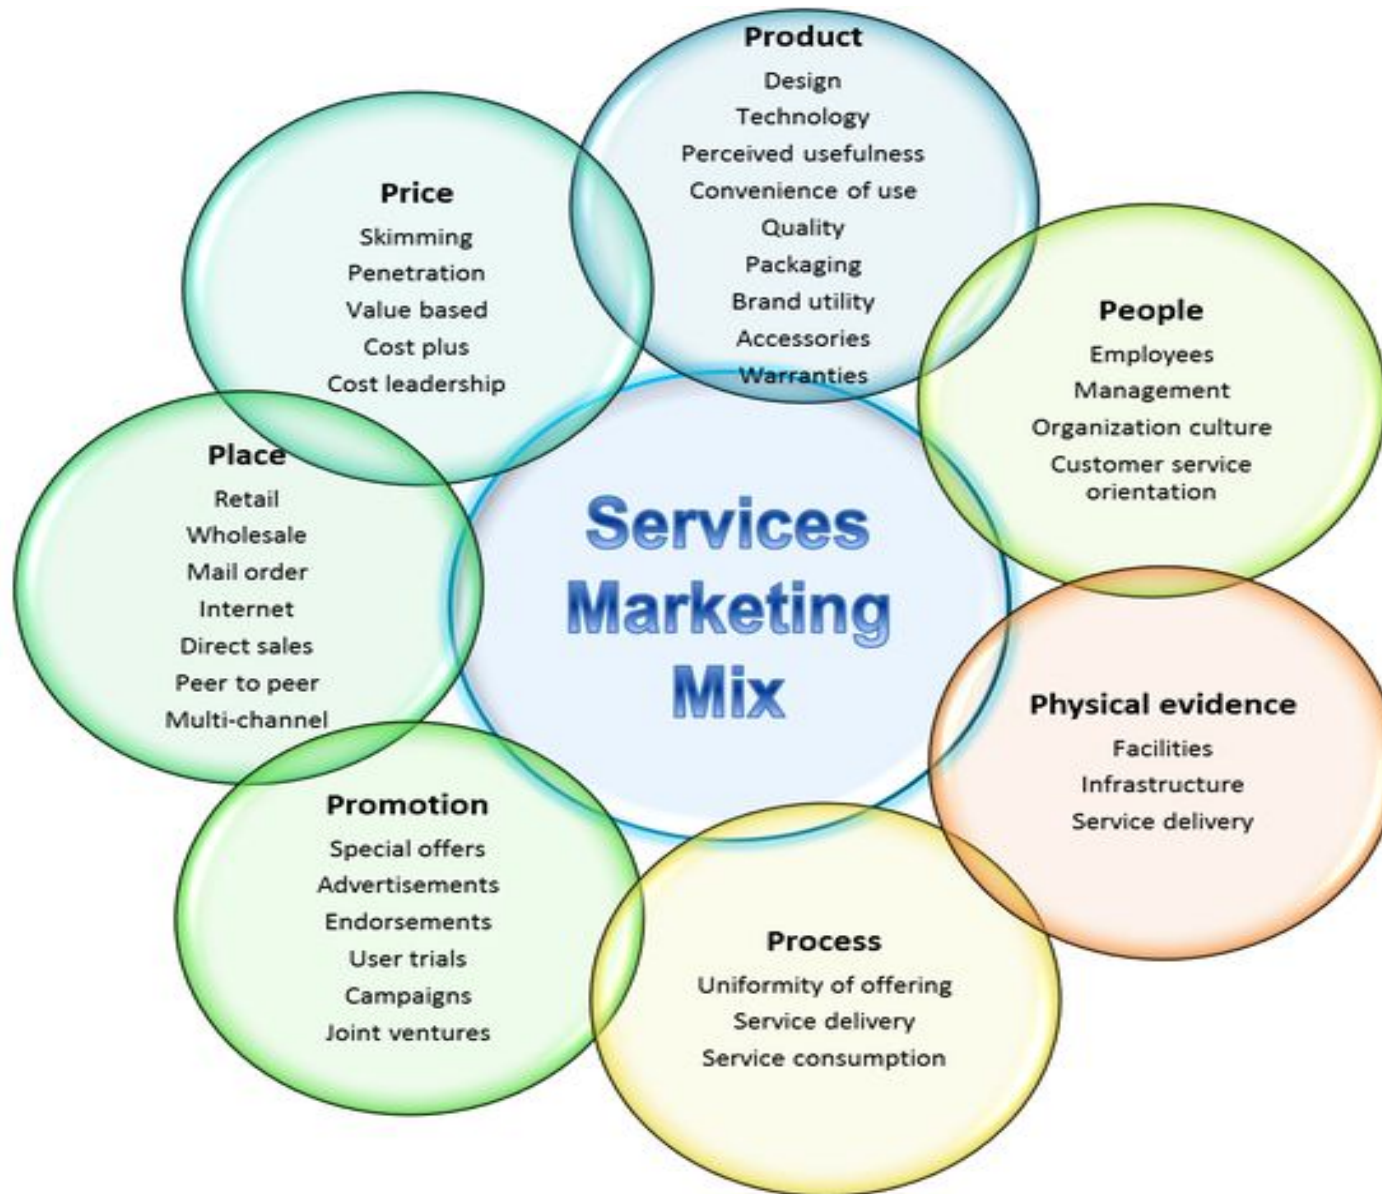 Product
Design
Technology
Perceived usefulness
Convenience of use
Quality
Packaging
Brand utility
Accessories
Warranties
Price
Skimming
Penetration
Value based
Cost plus
Cost leadership
People
Employees
Management
Organization culture
Customer service
orientation
Place
Retail
Wholesale
Mail order
Internet
Direct sales
Peer to peer
Multi-channel
Services
Marketing
Mix
Physical evidence
Facilities
Infrastructure
Service delivery
Promotion
Special offers
Advertisements
Endorsements
User trials
Campaigns
Joint ventures
Process
Uniformity of offering
Service delivery
Service consumption